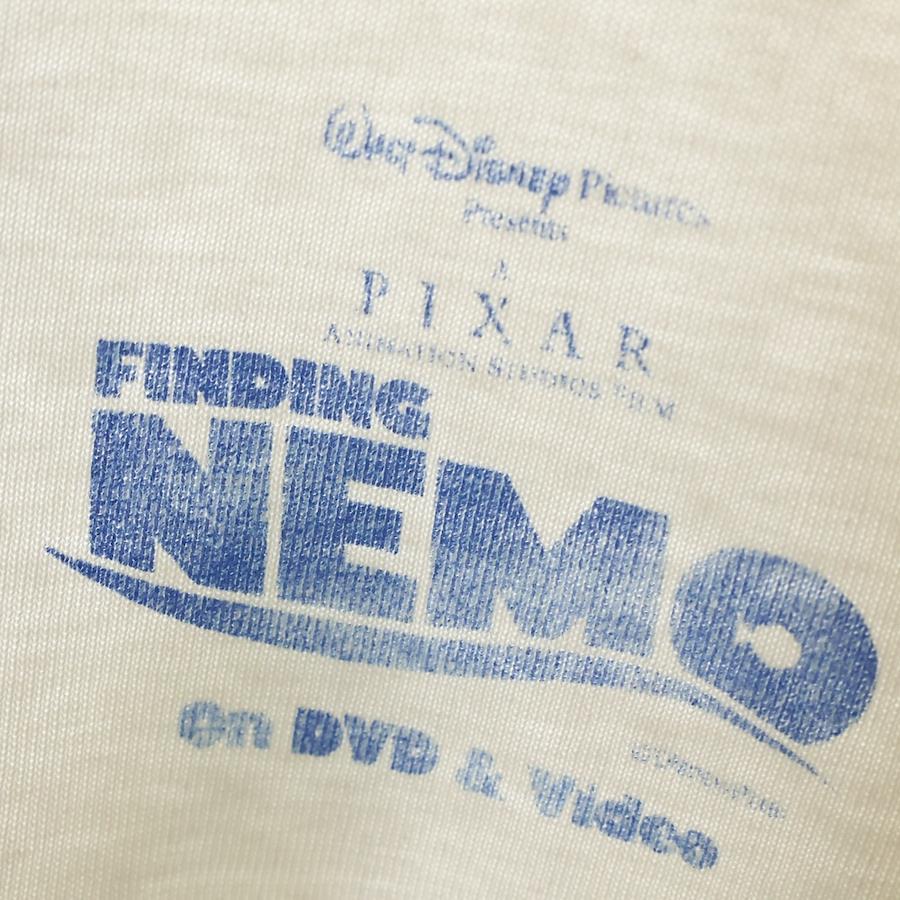 Walt Disney Pictures
Presents
A
PIXAR
ANIMATION STUDIOS FILM
FINDING
NEMO
On DVD & Video